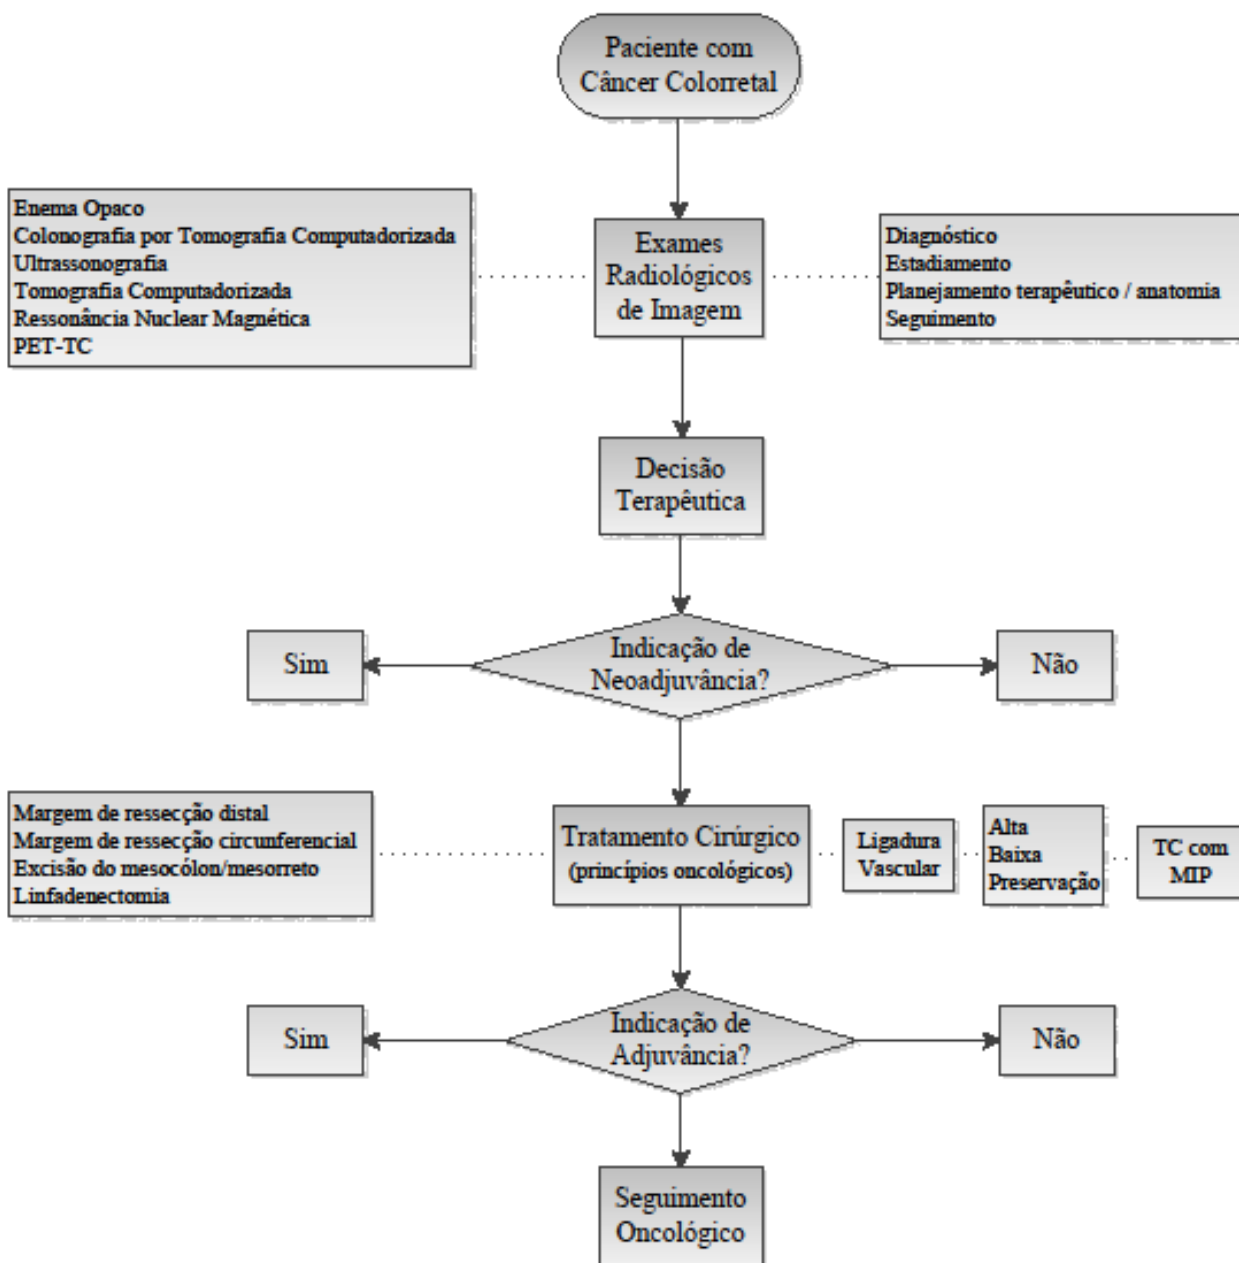 Paciente com
Câncer Colorretal
Enema Opaco
Colonografia por Tomografia Computadorizada
Ultrassonografia
Tomografia Computadorizada
Ressonância Nuclear Magnética
PET-TC
Exames
Radiológicos
de Imagem
Diagnóstico
Estadiamento
Planejamento terapêutico / anatomia
Seguimento
Decisão
Terapêutica
Sim
Indicação de
Neoadjuvância?
Não
Margem de ressecção distal
Margem de ressecção circunferencial
Excisão do mesocólon/mesorreto
Linfadenectomia
Tratamento Cirúrgico
(princípios oncológicos)
Ligadura
Vascular
Alta
Baixa
Preservação
TC com
MIP
Sim
Indicação de
Adjuvância?
Não
Seguimento
Oncológico